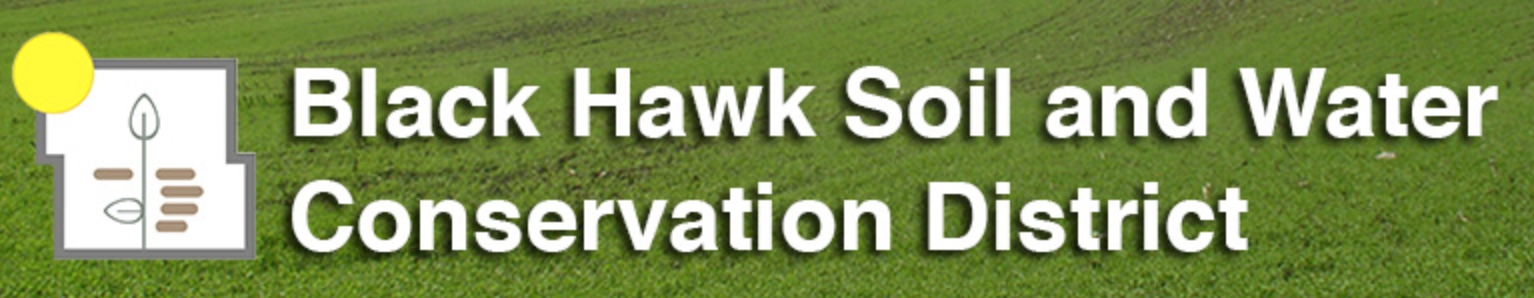 Black Hawk Soil and Water
Conservation District